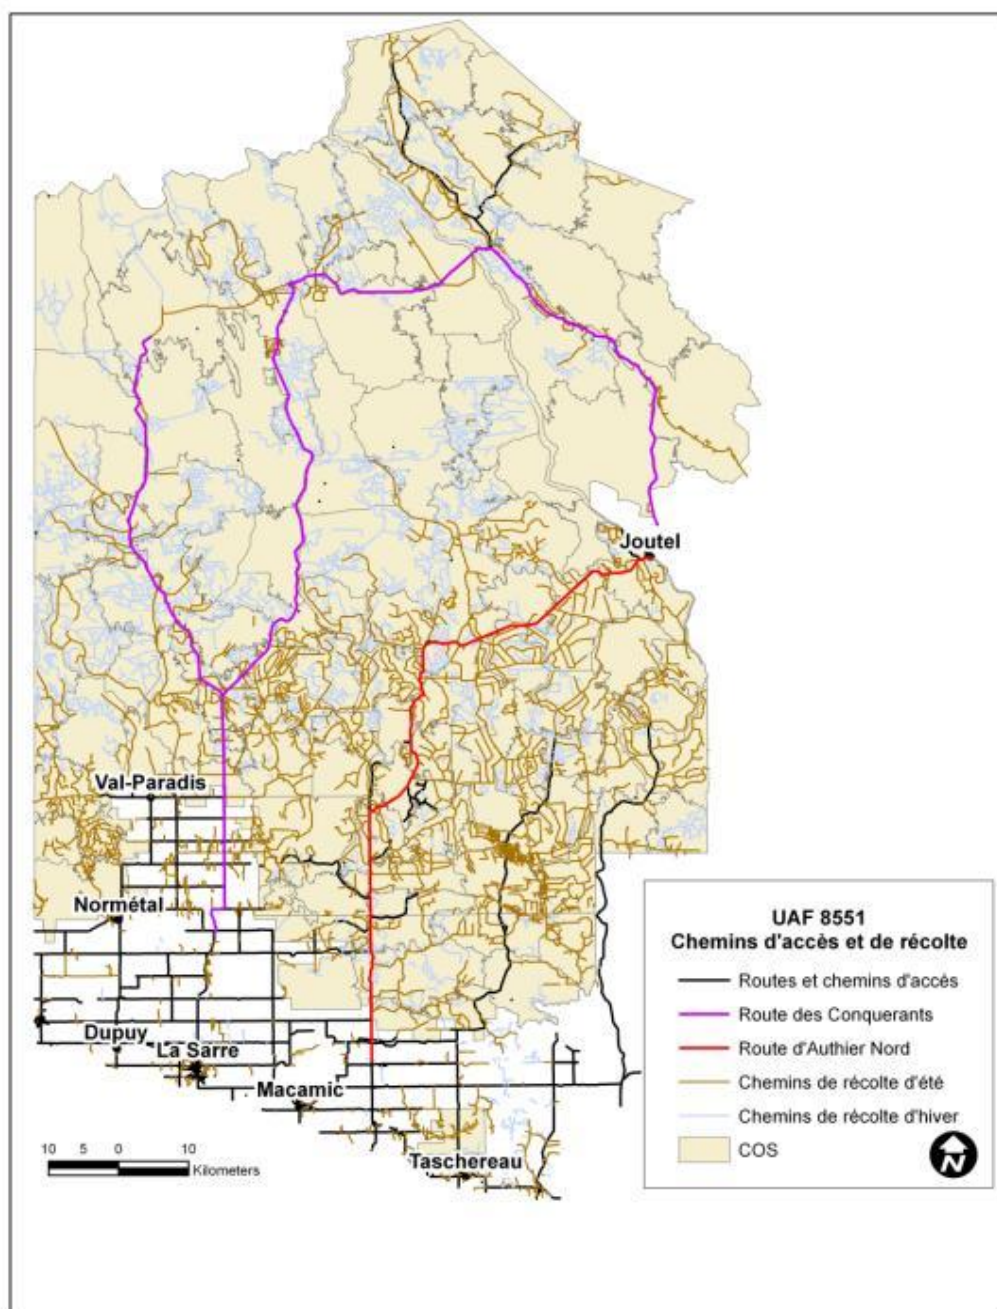 Joutel
Val-Paradis
Normétal
Dupuy
La Sarre
Macamic
Taschereau
10 5 0 10
Kilometers
UAF 8551
Chemins d'accès et de récolte
Routes et chemins d'accès
Route des Conquerants
Route d'Authier Nord
Chemins de récolte d'été
Chemins de récolte d'hiver
COS
N